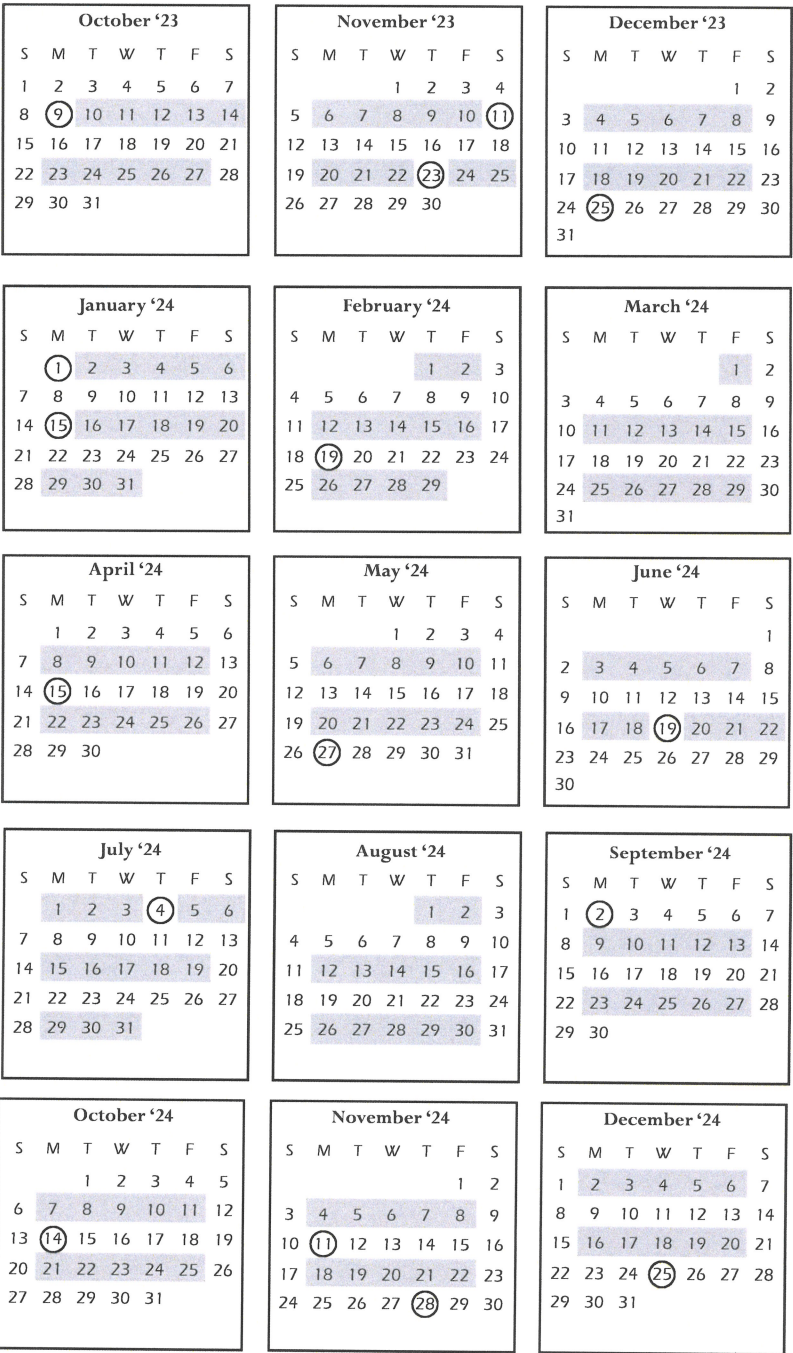 October ‘23
S M T W T F S
1 2 3 4 5 6 7
8 9 10 11 12 13 14
15 16 17 18 19 20 21
22 23 24 25 26 27 28
29 30 31
November ‘23
S M T W T F S
1 2 3 4
5 6 7 8 9 10 11
12 13 14 15 16 17 18
19 20 21 22 23 24 25
26 27 28 29 30
December ‘23
S M T W T F S
1 2
3 4 5 6 7 8 9
10 11 12 13 14 15 16
17 18 19 20 21 22 23
24 25 26 27 28 29 30
31
January ‘24
S M T W T F S
1 2 3 4 5 6
7 8 9 10 11 12 13
14 15 16 17 18 19 20
21 22 23 24 25 26 27
28 29 30 31
February ‘24
S M T W T F S
1 2 3
4 5 6 7 8 9 10
11 12 13 14 15 16 17
18 19 20 21 22 23 24
25 26 27 28 29
March ‘24
S M T W T F S
1 2
3 4 5 6 7 8 9
10 11 12 13 14 15 16
17 18 19 20 21 22 23
24 25 26 27 28 29 30
31
April ‘24
S M T W T F S
1 2 3 4 5 6
7 8 9 10 11 12 13
14 15 16 17 18 19 20
21 22 23 24 25 26 27
28 29 30
May ‘24
S M T W T F S
1 2 3 4
5 6 7 8 9 10 11
12 13 14 15 16 17 18
19 20 21 22 23 24 25
26 27 28 29 30 31
June ‘24
S M T W T F S
1
2 3 4 5 6 7 8
9 10 11 12 13 14 15
16 17 18 19 20 21 22
23 24 25 26 27 28 29
30
July ‘24
S M T W T F S
1 2 3 4 5 6
7 8 9 10 11 12 13
14 15 16 17 18 19 20
21 22 23 24 25 26 27
28 29 30 31
August ‘24
S M T W T F S
1 2 3
4 5 6 7 8 9 10
11 12 13 14 15 16 17
18 19 20 21 22 23 24
25 26 27 28 29 30 31
September ‘24
S M T W T F S
1 2 3 4 5 6 7
8 9 10 11 12 13 14
15 16 17 18 19 20 21
22 23 24 25 26 27 28
29 30
October ‘24
S M T W T F S
1 2 3 4 5
6 7 8 9 10 11 12
13 14 15 16 17 18 19
20 21 22 23 24 25 26
27 28 29 30 31
November ‘24
S M T W T F S
1 2
3 4 5 6 7 8 9
10 11 12 13 14 15 16
17 18 19 20 21 22 23
24 25 26 27 28 29 30
December ‘24
S M T W T F S
1 2 3 4 5 6 7
8 9 10 11 12 13 14
15 16 17 18 19 20 21
22 23 24 25 26 27 28
29 30 31